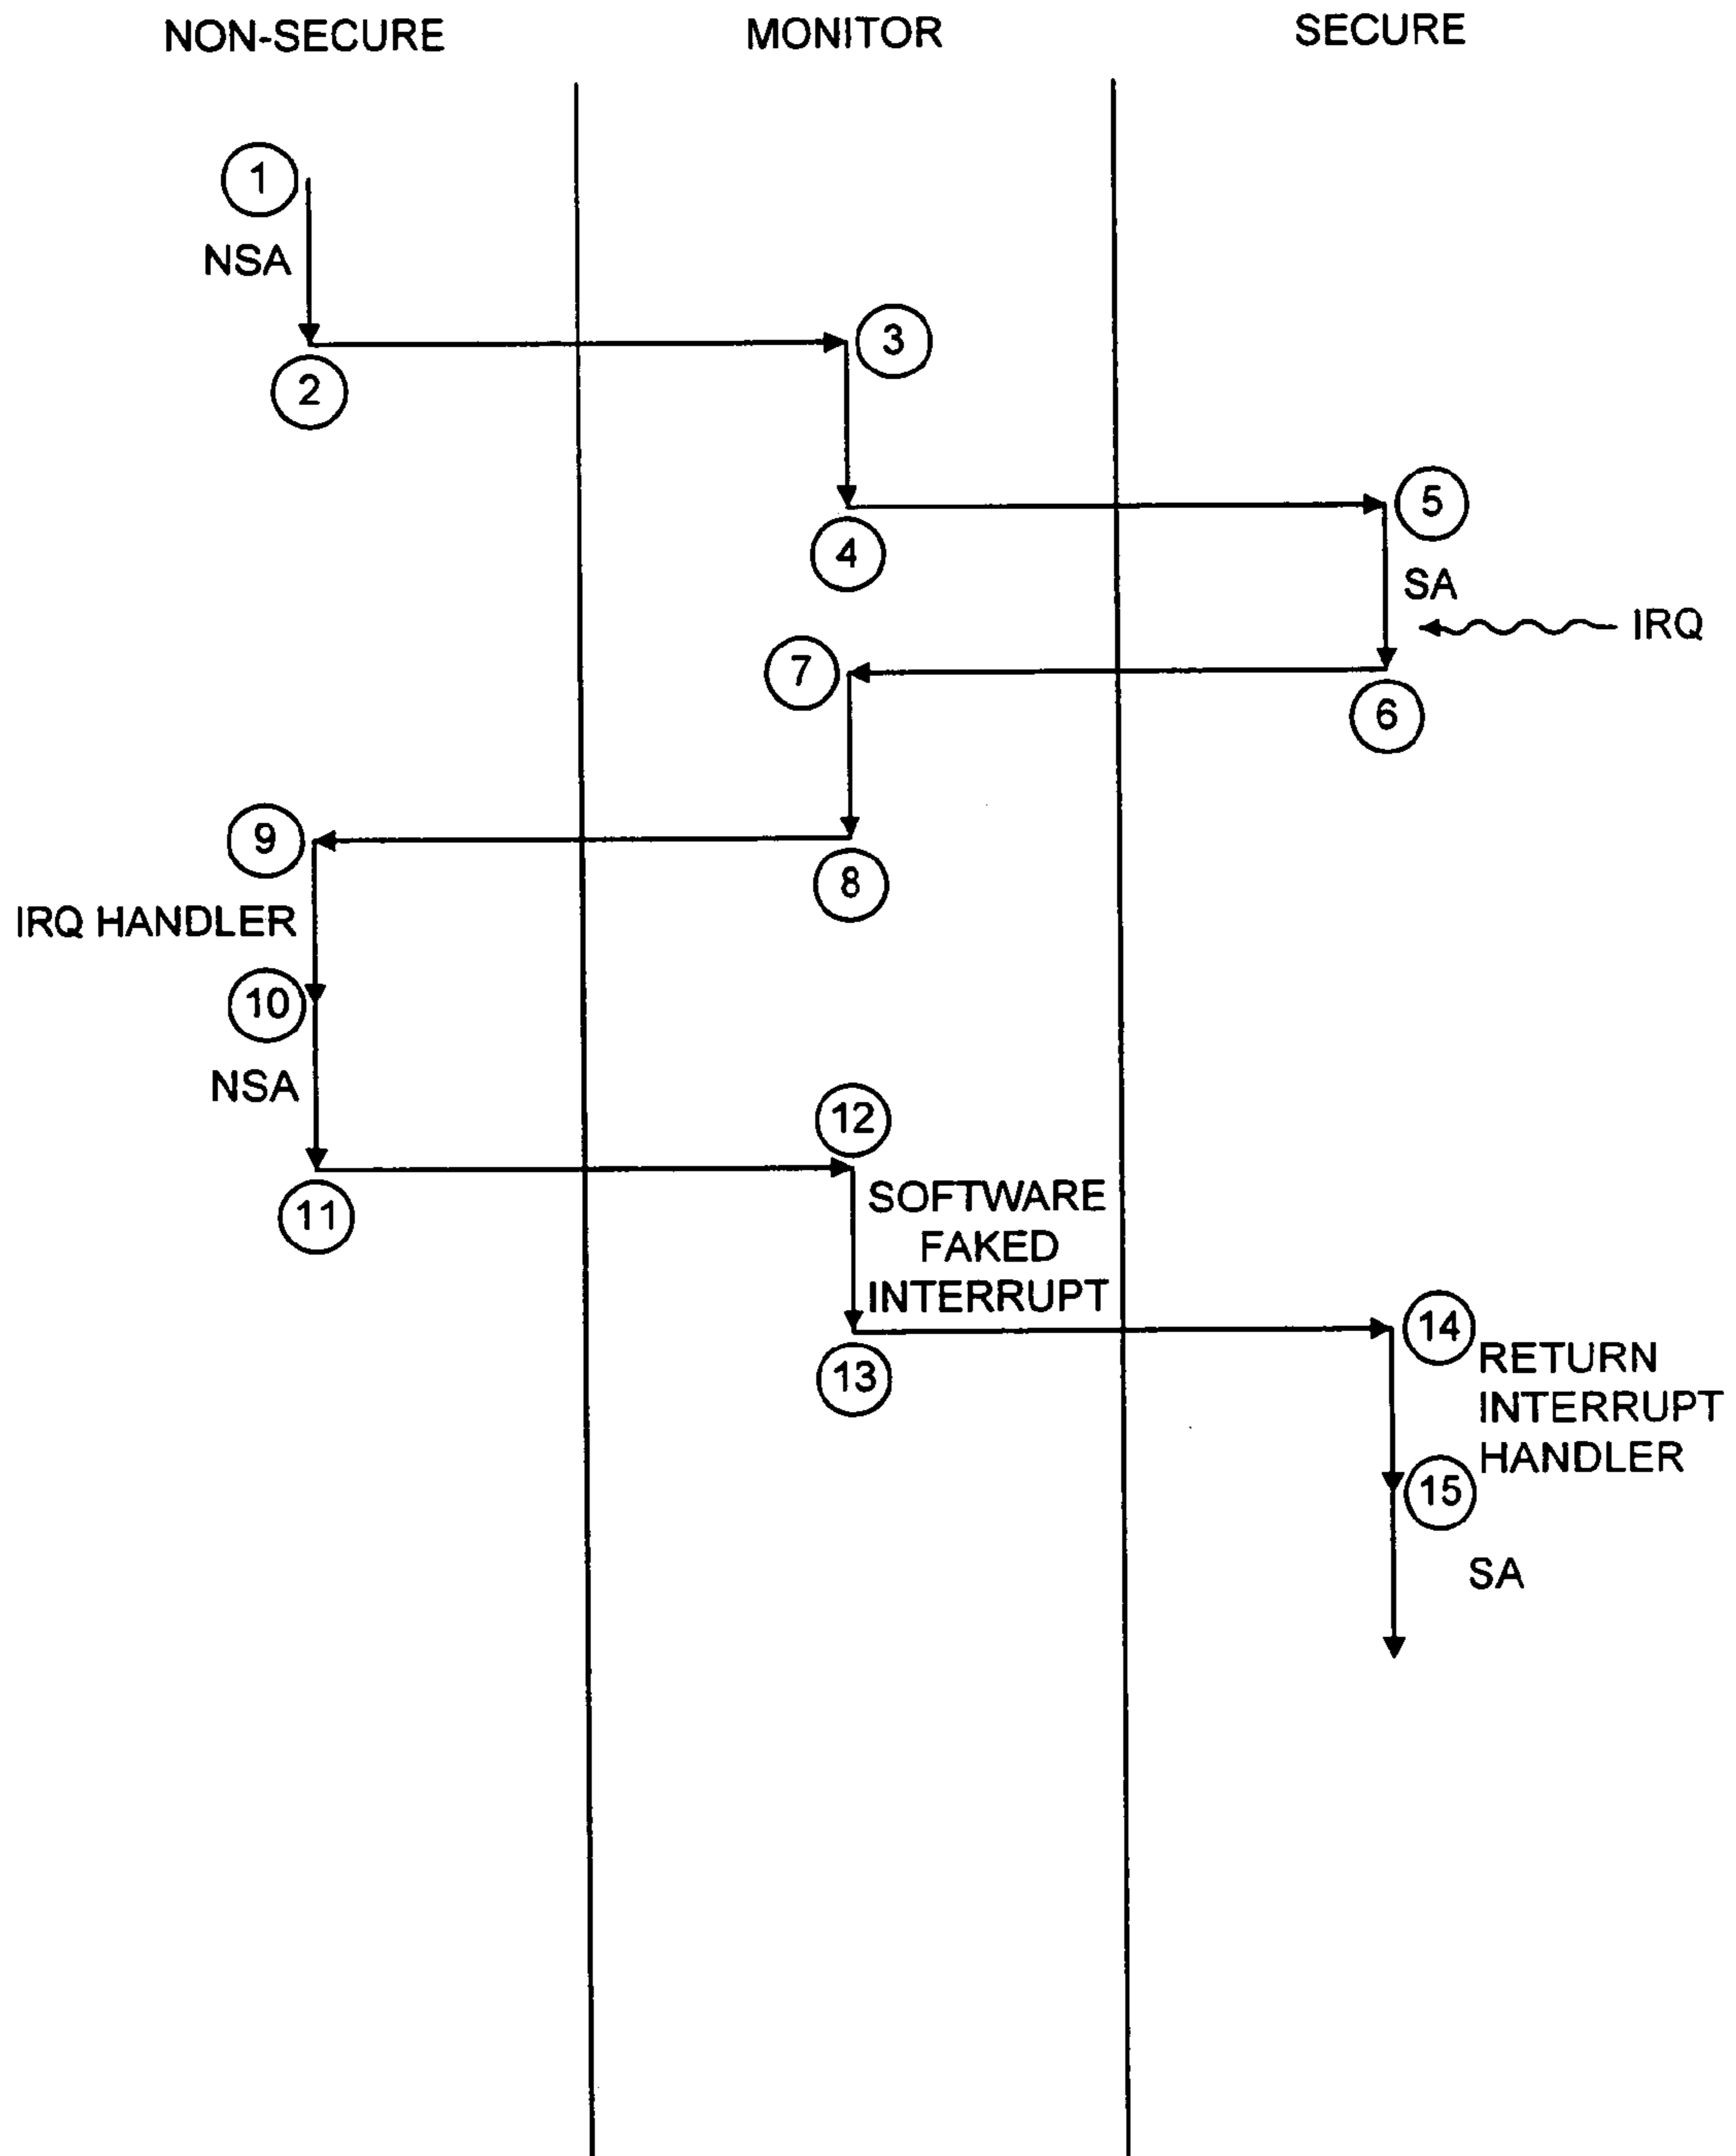 NON-SECURE
MONITOR
SECURE
1
NSA
2
3
4
5
SA
IRQ
6
7
8
9
IRQ HANDLER
10
NSA
11
12
SOFTWARE
FAKED
INTERRUPT
13
14
RETURN
INTERRUPT
HANDLER
15
SA